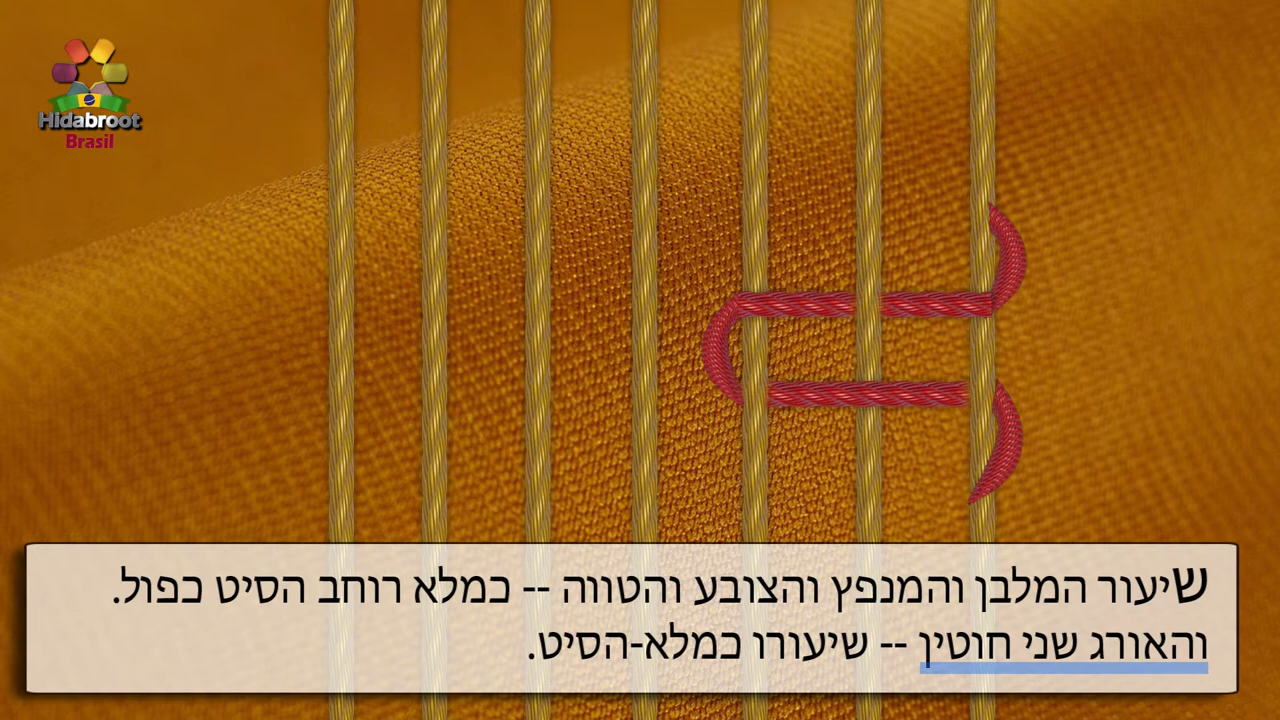 Hidabroot
Brasil
שיעור המלבן והמנפץ והצובע והטווה -- כמלא רוחב הסיט כפול.
והאורג שני חוטין -- שיעורו כמלא-הסיט.